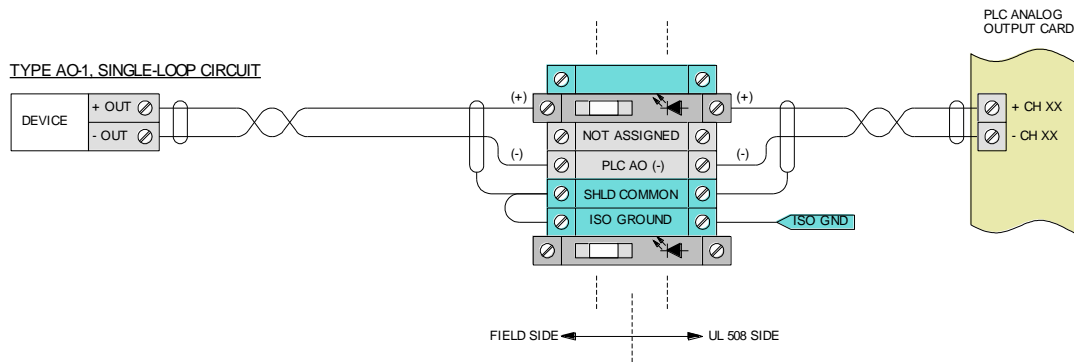 PLC ANALOG
OUTPUT CARD
TYPE AO-1, SINGLE-LOOP CIRCUIT
DEVICE
+ OUT
- OUT
(+)
(+)
+ CH XX
- CH XX
NOT ASSIGNED
(-)
PLC AO (-)
(-)
SHLD COMMON
ISO GROUND
ISO GND
FIELD SIDE
UL 508 SIDE